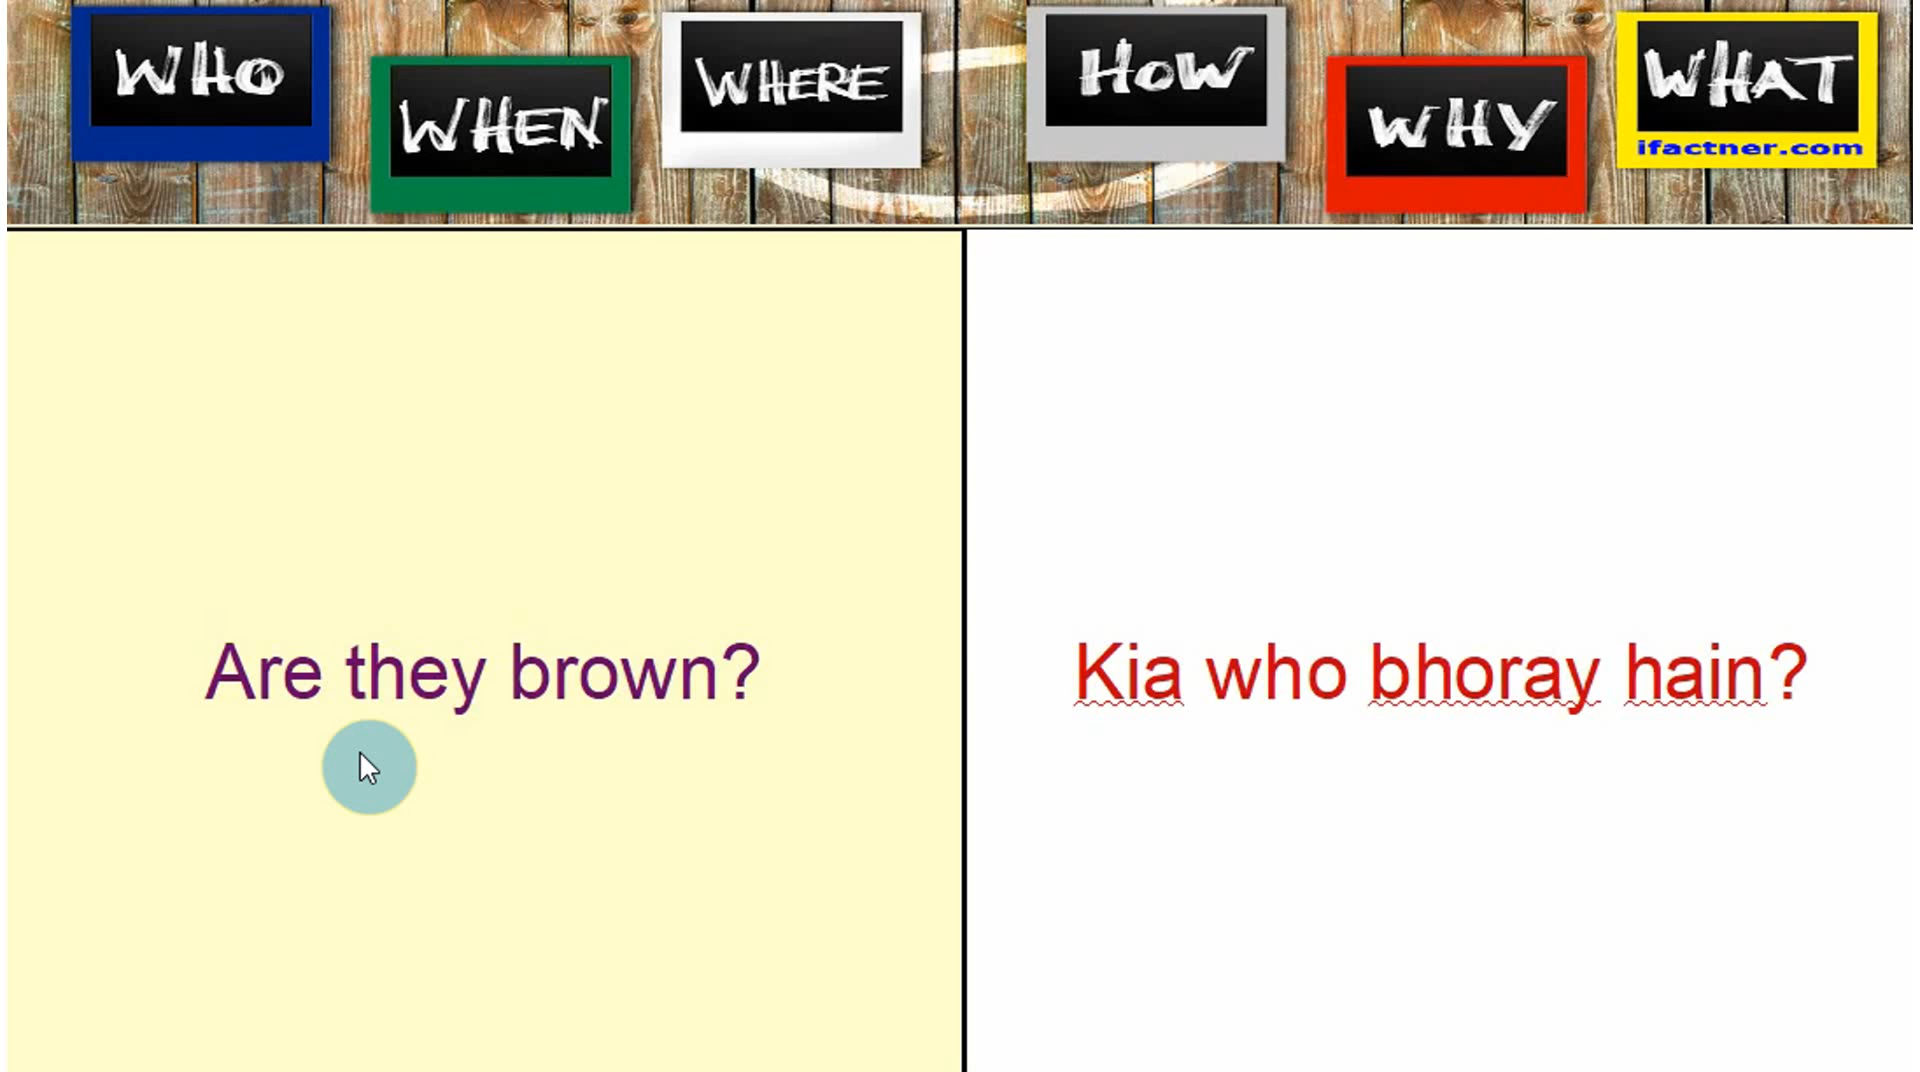 WHO
WHEN
WHERE
HOW
WHY
WHAT
ifactner.com
Are they brown?
Kia who bhoray hain?